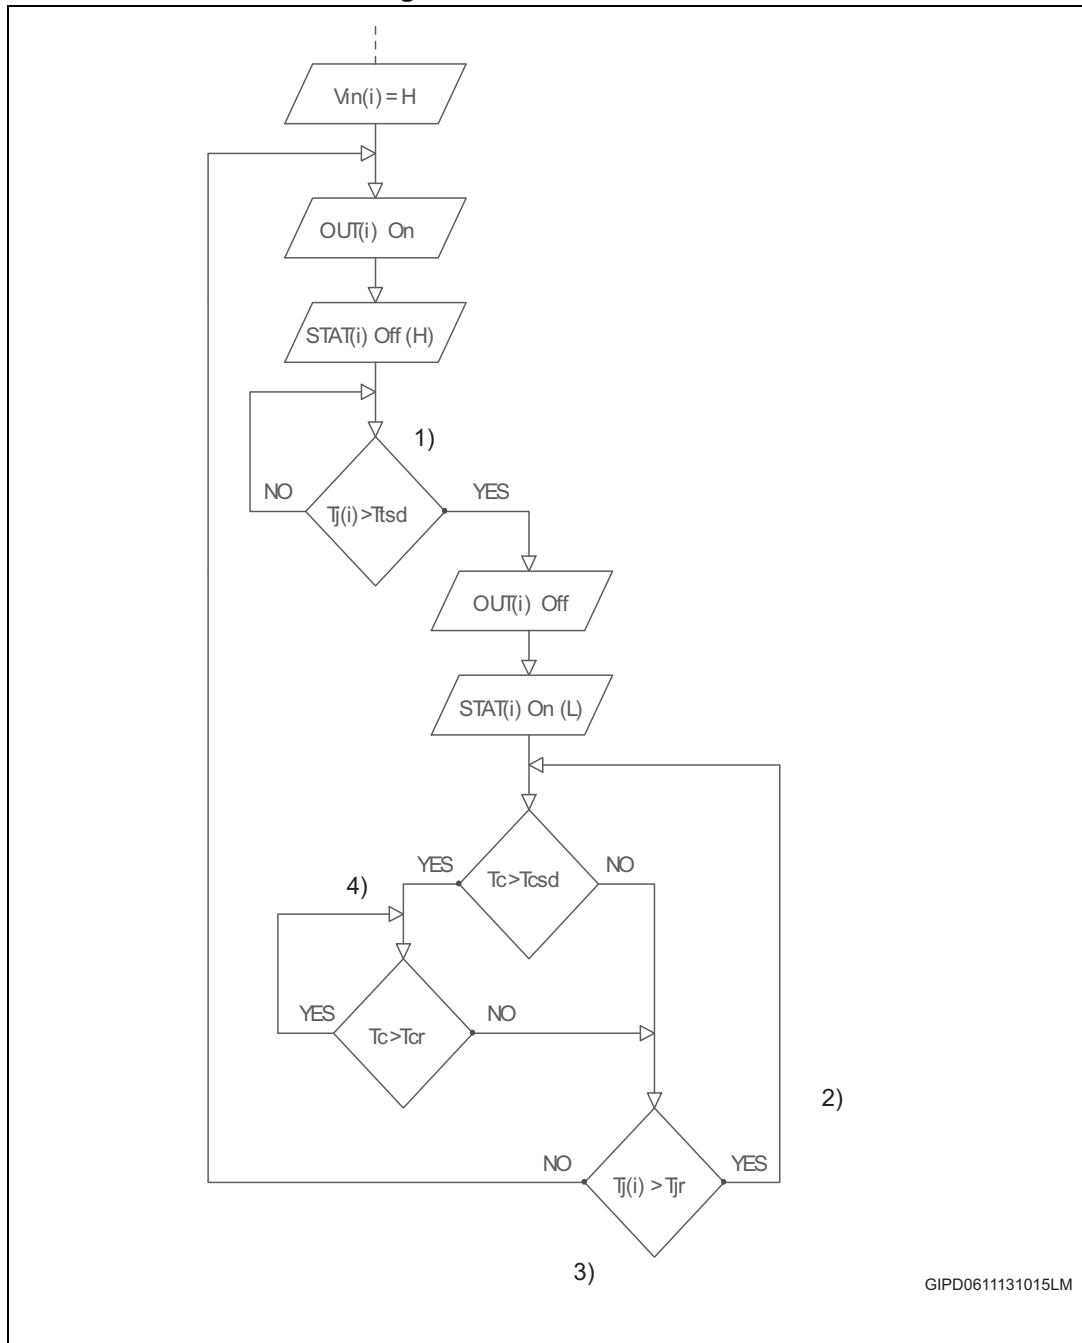 Vin(i) = H
OUT(i) On
STAT(i) Off (H)
1)
NO
YES
Tj(i) >Ttsd
OUT(i) Off
STAT(i) On (L)
YES
NO
Tc >Tcsd
4)
YES
NO
Tc >Tcr
2)
NO
YES
Tj(i) > Tjr
3)
GIPD0611131015LM